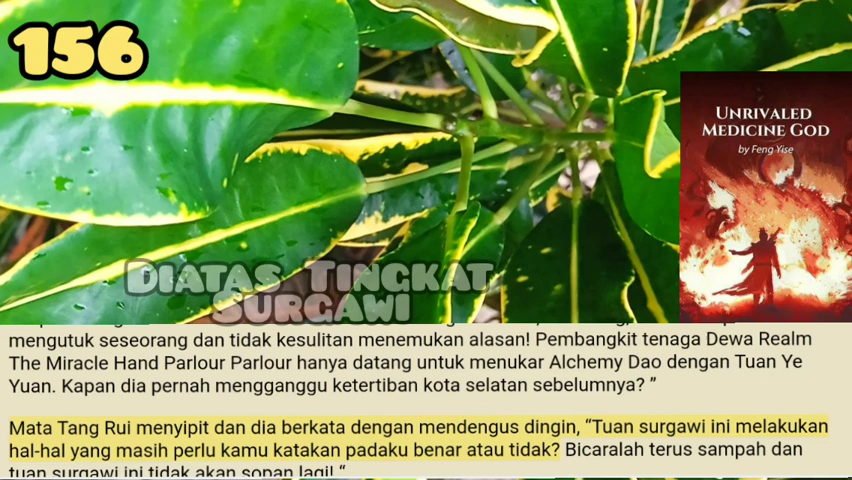 156
UNRIVALED
MEDICINE GOD
by Feng Yise
DIATAS TINGKAT
SURGAWI
mengutuk seseorang dan tidak kesulitan menemukan alasan! Pembangkit tenaga Dewa Realm
The Miracle Hand Parlour Parlour hanya datang untuk menukar Alchemy Dao dengan Tuan Ye
Yuan. Kapan dia pernah mengganggu ketertiban kota selatan sebelumnya? ”
Mata Tang Rui menyipit dan dia berkata dengan mendengus dingin, “Tuan surgawi ini melakukan
hal-hal yang masih perlu kamu katakan padaku benar atau tidak? Bicaralah terus sampah dan
tuan surgawi ini tidak akan sopan lagi! “